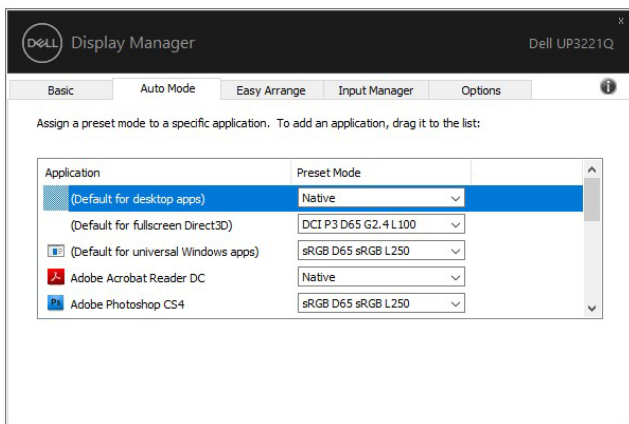 x
DELL Display Manager Dell UP3221Q
Basic Auto Mode Easy Arrange Input Manager Options i
Assign a preset mode to a specific application. To add an application, drag it to the list:
Application Preset Mode
(Default for desktop apps) Native
(Default for fullscreen Direct3D) DCI P3 D65 G2.4 L100
(Default for universal Windows apps) sRGB D65 sRGB L250
Adobe Acrobat Reader DC Native
Ps Adobe Photoshop CS4 sRGB D65 sRGB L250